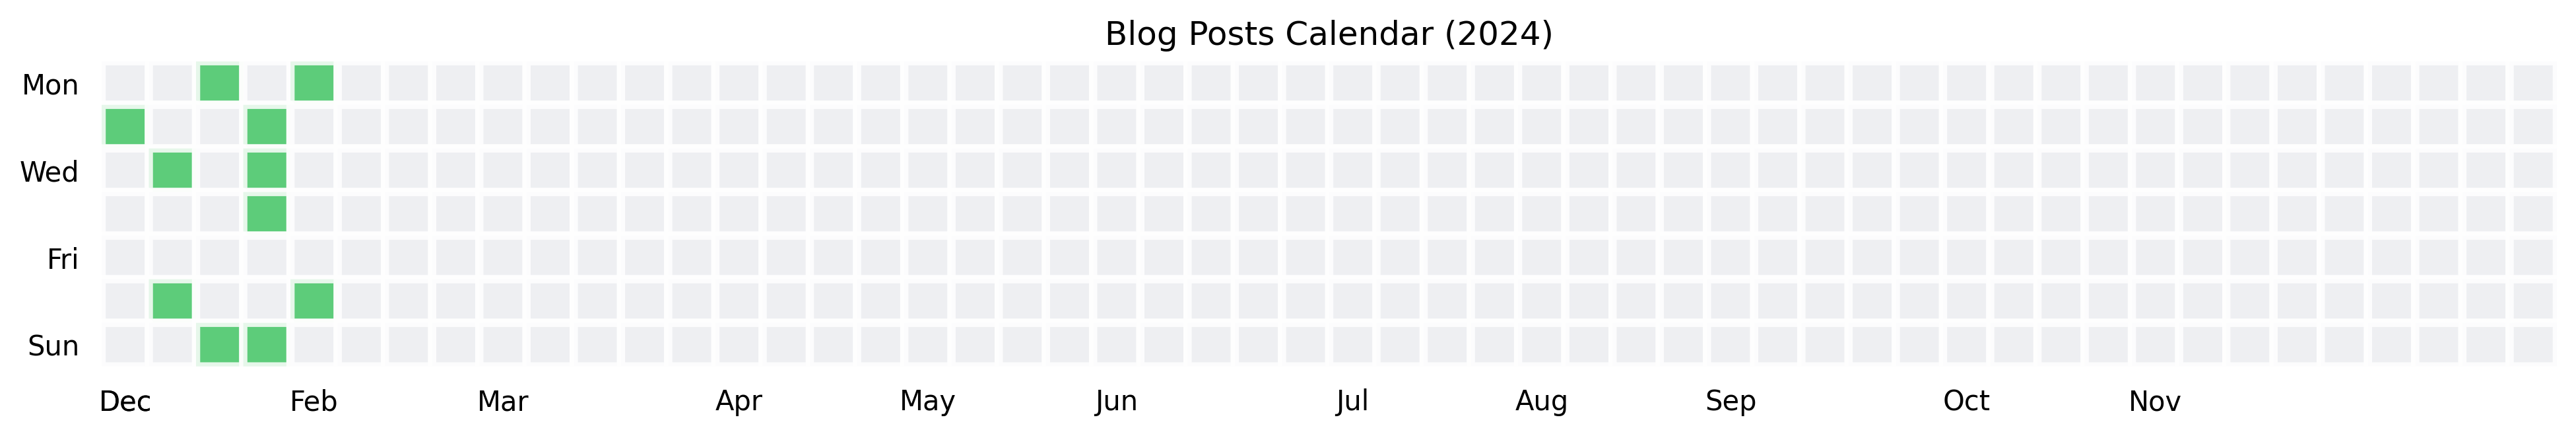 Blog Posts Calendar (2024)
Mon
Wed
Fri
Sun
Dec Feb Mar Apr May Jun Jul Aug Sep Oct Nov